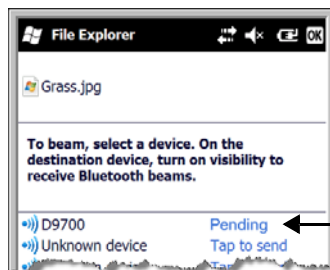 File Explorer
OK
Grass.jpg
To beam, select a device. On the
destination device, turn on visibility to
receive Bluetooth beams.
D9700 Pending
Unknown device Tap to send